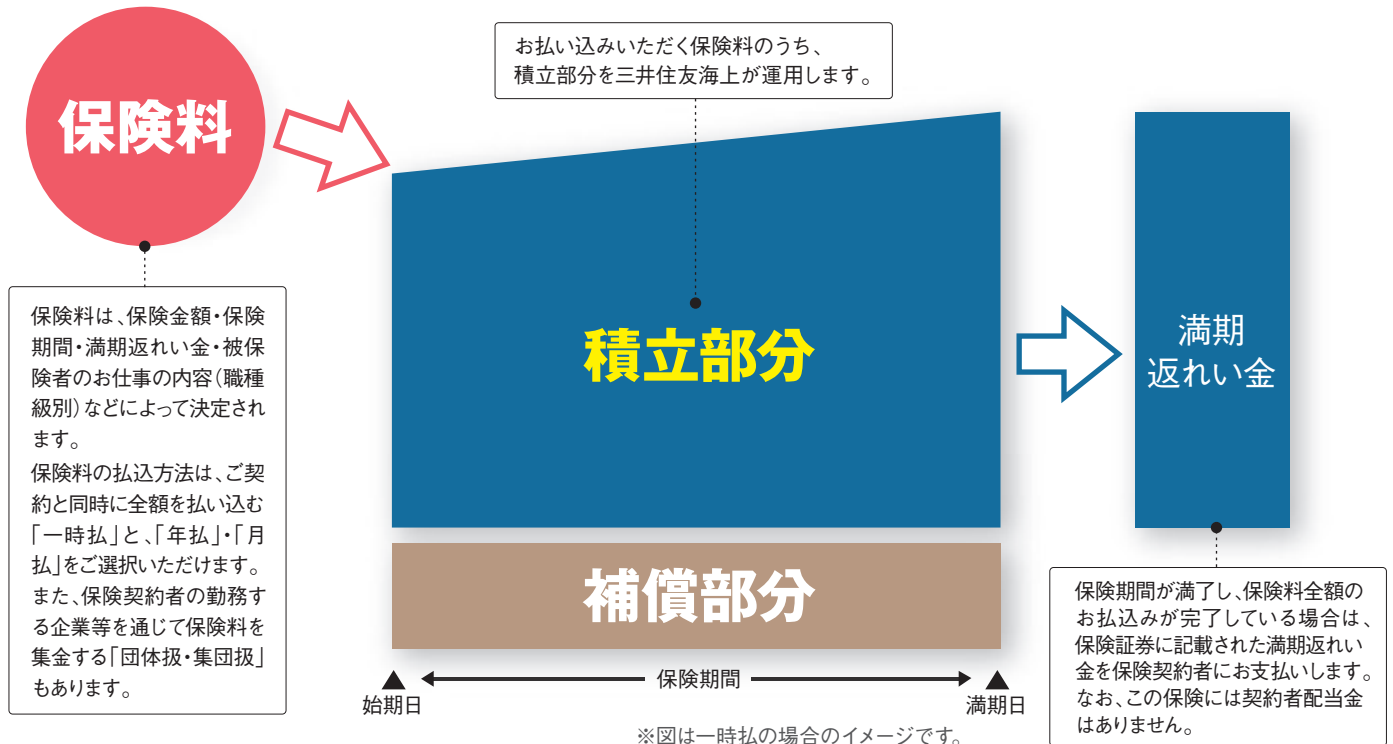 保険料
お払い込みいただく保険料のうち、
積立部分を三井住友海上が運用します。
保険料は、保険金額・保険
期間・満期返れい金・被保
険者のお仕事の内容(職種
級別)などによって決定され
ます。
保険料の払込方法は、ご契
約と同時に全額を払い込む
「一時払」と、「年払」・「月
払」をご選択いただけます。
また、保険契約者の勤務す
る企業等を通じて保険料を
集金する「団体扱・集団扱」
もあります。
積立部分
補償部分
保険期間
始期日
満期日
※図は一時払の場合のイメージです。
満期
返れい金
保険期間が満了し、保険料全額の
お払込みが完了している場合は、
保険証券に記載された満期返れい
金を保険契約者にお支払いします。
なお、この保険には契約者配当金
はありません。